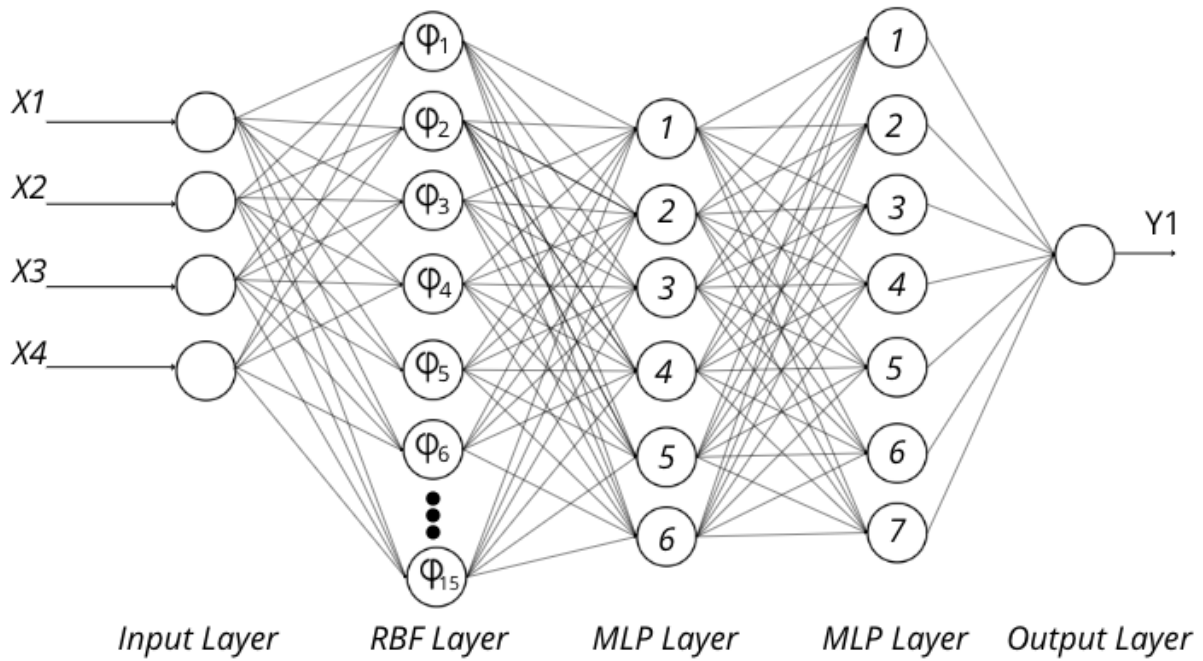 X1
X2
X3
X4
φ1
φ2
φ3
φ4
φ5
φ6
φ15
1
2
3
4
5
6
1
2
3
4
5
6
7
Y1
Input Layer
RBF Layer
MLP Layer
MLP Layer
Output Layer